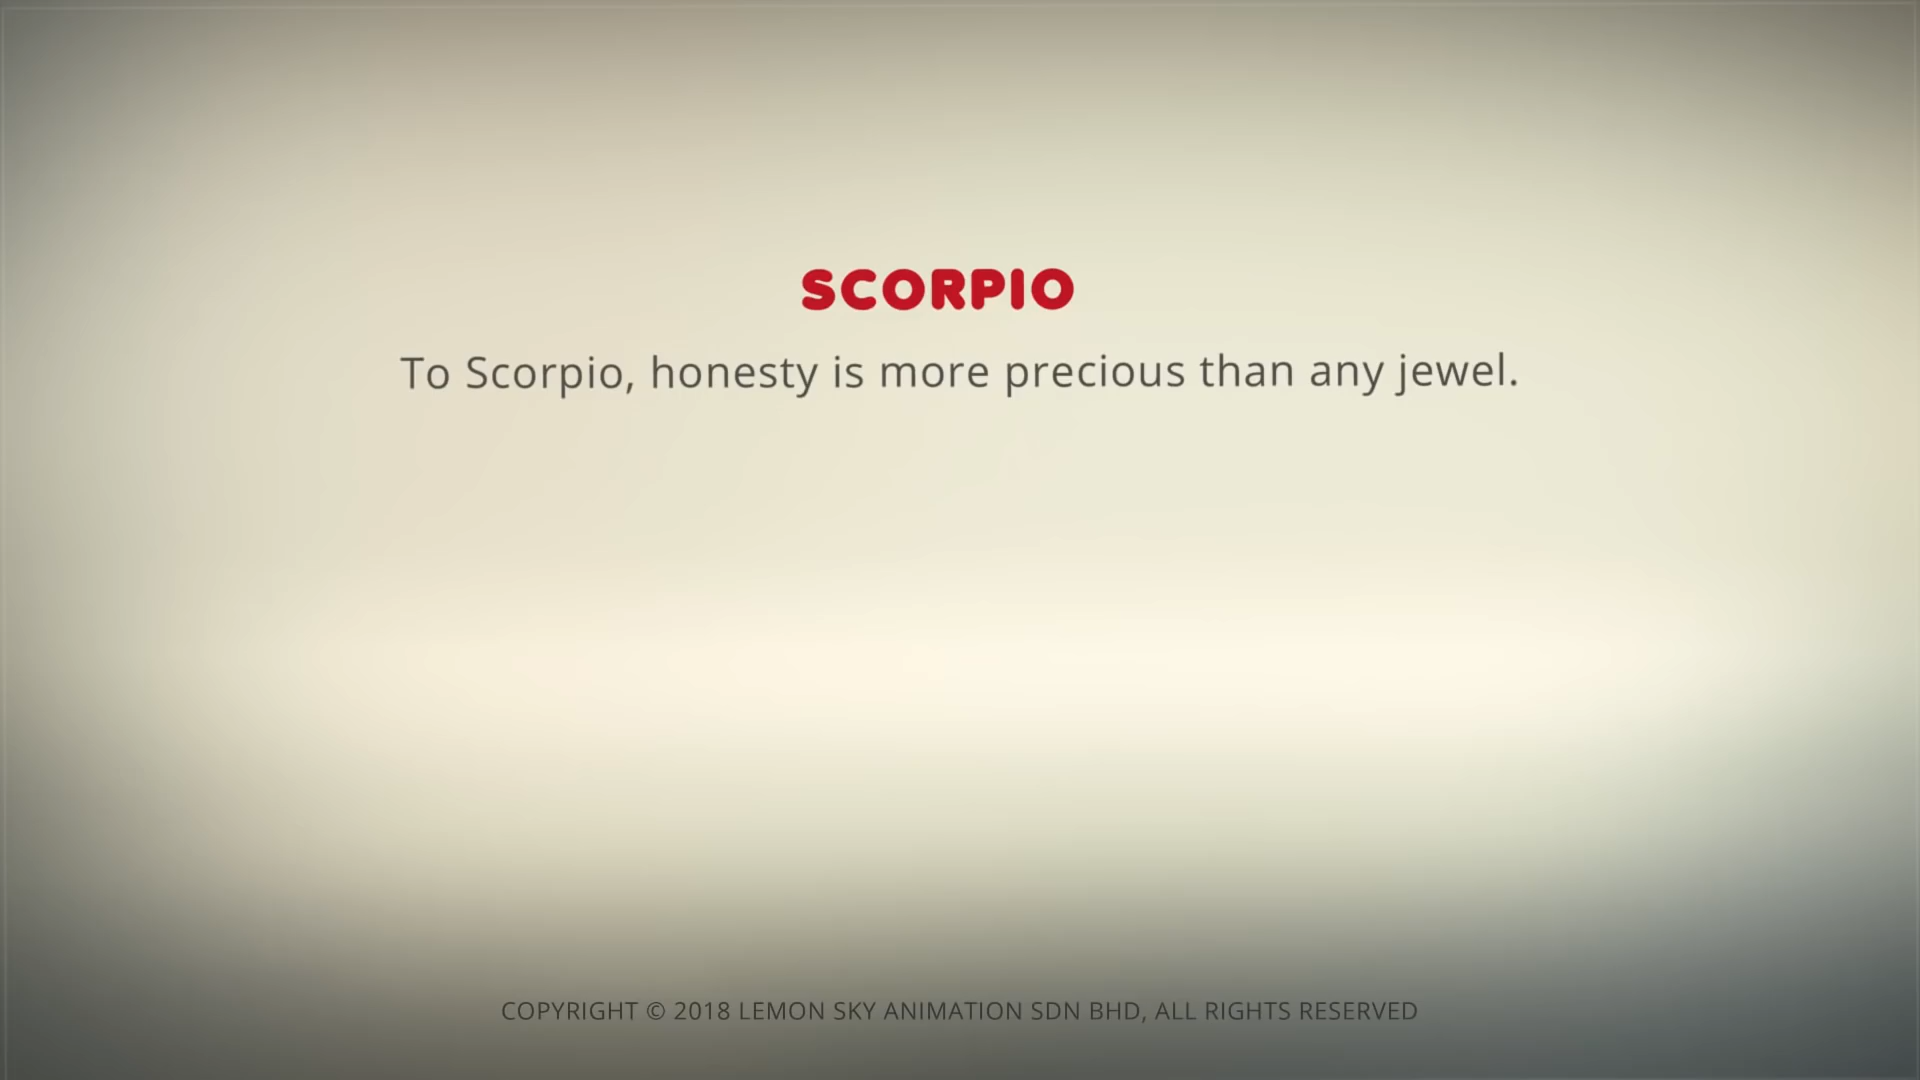 SCORPIO
To Scorpio, honesty is more precious than any jewel.
COPYRIGHT © 2018 LEMON SKY ANIMATION SDN BHD, ALL RIGHTS RESERVED